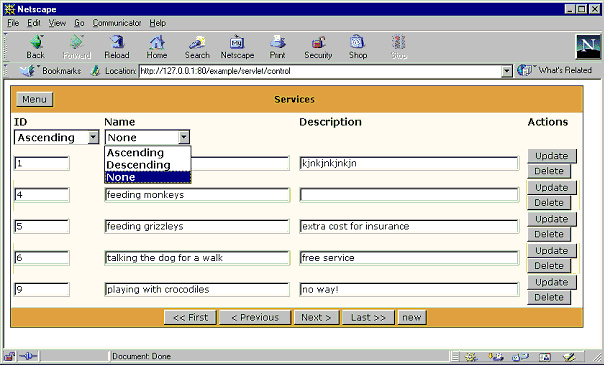 Netscape
File Edit View Go Communicator Help
Back Forward Reload Home Search Netscape Print Security Shop Stop
Bookmarks Location: http://127.0.0.1:80/example/servlet/control What's Related
Menu Services
ID Name Description Actions
Ascending None
Ascending
Descending
None
1 kjnkjnkjnkjn Update
Delete
4 feeding monkeys Update
Delete
5 feeding grizzleys extra cost for insurance Update
Delete
6 talking the dog for a walk free service Update
Delete
9 playing with crocodiles no way! Update
Delete
<< First < Previous Next > Last >> new
Document: Done